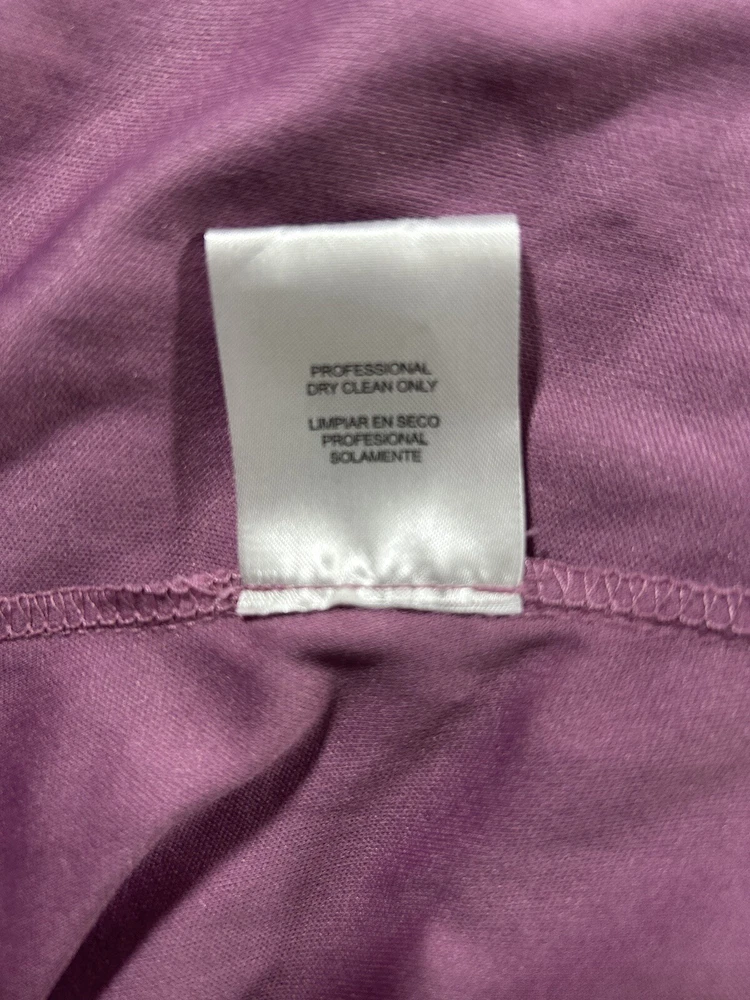 PROFESSIONAL
DRY CLEAN ONLY
LIMPIAR EN SECO
PROFESIONAL
SOLAMENTE